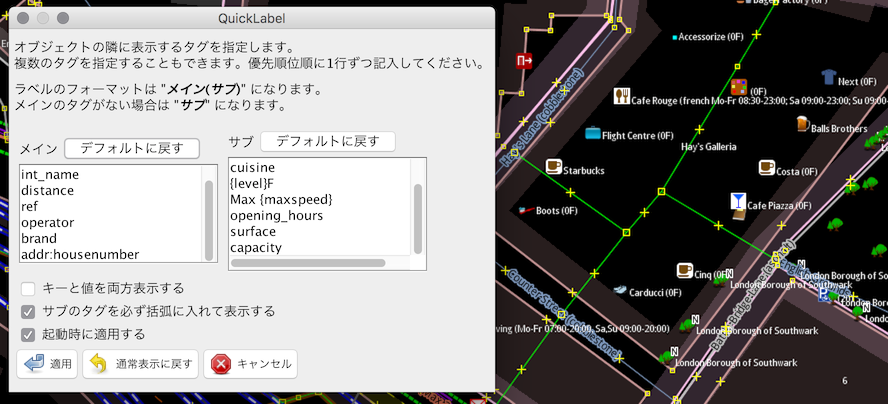 QuickLabel
オブジェクトの隣に表示するタグを指定します。
複数のタグを指定することもできます。優先順位順に1行ずつ記入してください。
ラベルのフォーマットは "メイン(サブ)" になります。
メインのタグがない場合は "サブ" になります。
メイン
デフォルトに戻す
サブ
デフォルトに戻す
int_name
distance
ref
operator
brand
addr:housenumber
cuisine
{level}F
Max {maxspeed}
opening_hours
surface
capacity
キーと値を両方表示する
サブのタグを必ず括弧に入れて表示する
起動時に適用する
適用
通常表示に戻す
キャンセル
Accessorize (0F)
(0F)
Next (0F)
Cafe Rouge (french Mo-Fr 08:30-23:00; Sa 09:00-23:00; Su 09:00
Hay's Lane (Cobblestone)
Flight Centre (0F)
Balls Brothers
Hay's Galleria
Starbucks
Costa (0F)
Cafe Piazza (0F)
Boots (0F)
Cinq (0F)
Carducci (0F)
London Borough of
London Borough of Southwark
Counter Street (Cobblestone)
(Mo-Fr 07:00-20:00, Sa,Su 09:00-20:00)
London Borough of Southwark
London
London Borough of Southwark
6